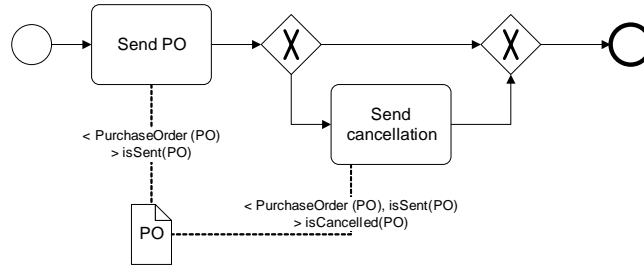 Send PO
X
X
Send
cancellation
< PurchaseOrder (PO)
> isSent(PO)
< PurchaseOrder (PO), isSent(PO)
> isCancelled(PO)
PO